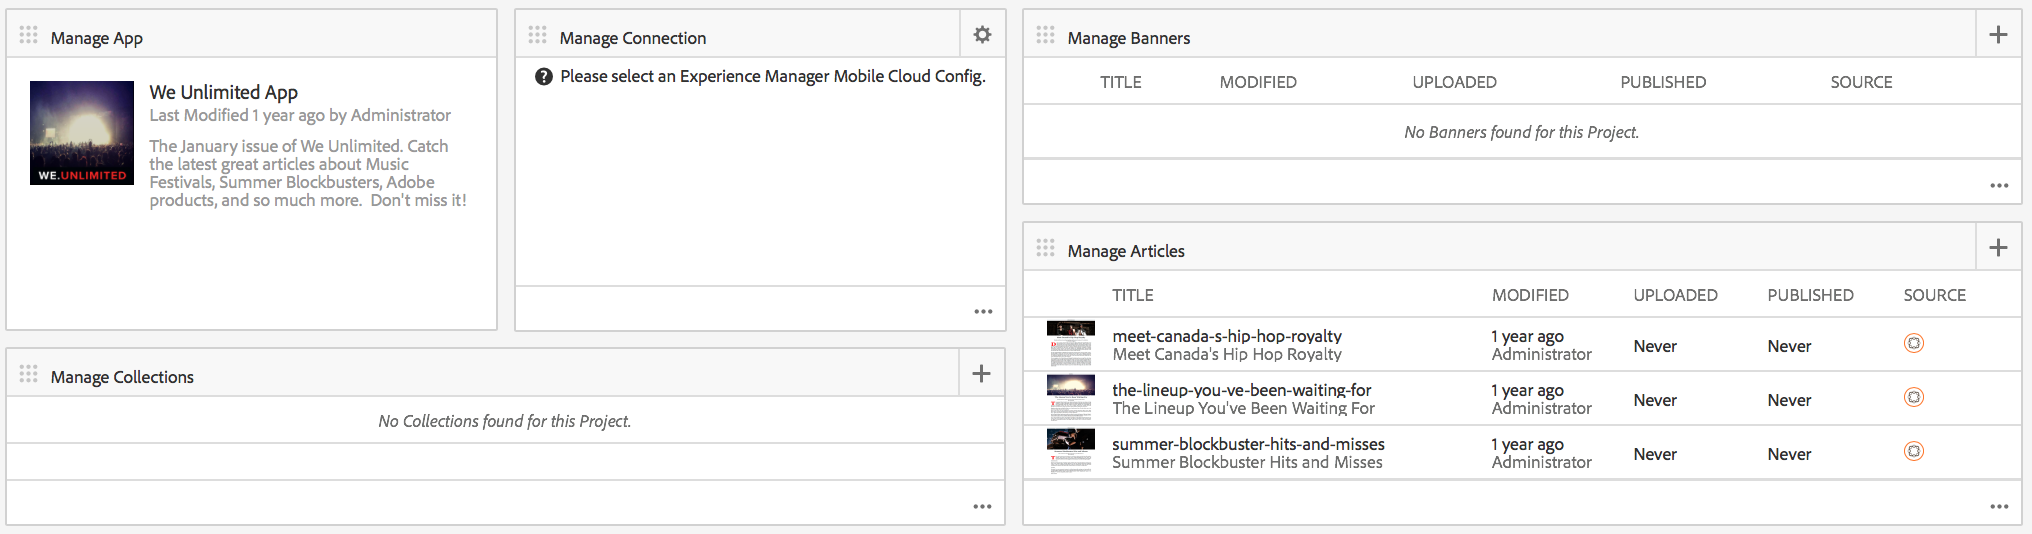 Manage App
WE.UNLIMITED
We Unlimited App
Last Modified 1 year ago by Administrator
The January issue of We Unlimited. Catch
the latest great articles about Music
Festivals, Summer Blockbusters, Adobe
products, and so much more.  Don't miss it!
Manage Connection
? Please select an Experience Manager Mobile Cloud Config.
Manage Collections
No Collections found for this Project.
Manage Banners
TITLE MODIFIED UPLOADED PUBLISHED SOURCE
No Banners found for this Project.
Manage Articles
TITLE MODIFIED UPLOADED PUBLISHED SOURCE
meet-canada-s-hip-hop-royalty 1 year ago
Meet Canada's Hip Hop Royalty Administrator Never Never
the-lineup-you-ve-been-waiting-for 1 year ago
The Lineup You've Been Waiting For Administrator Never Never
summer-blockbuster-hits-and-misses 1 year ago
Summer Blockbuster Hits and Misses Administrator Never Never